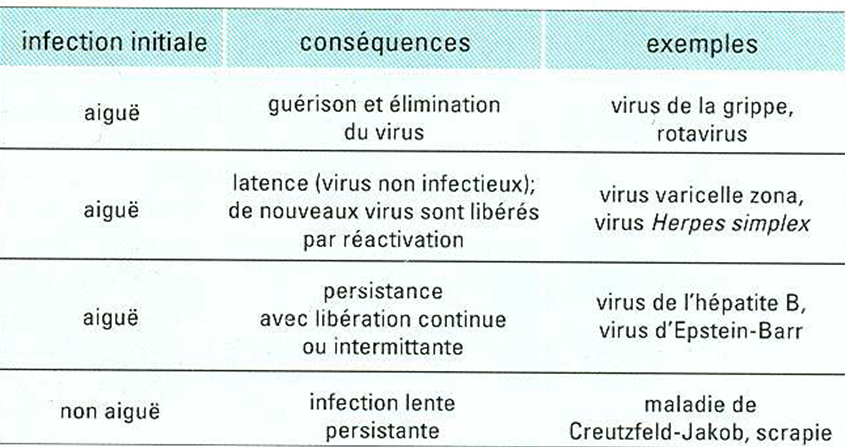 infection initiale conséquences exemples
aiguë guérison et élimination du virus virus de la grippe, rotavirus
aiguë latence (virus non infectieux); de nouveaux virus sont libérés par réactivation virus varicelle zona, virus Herpes simplex
aiguë persistance avec libération continue ou intermittante virus de l'hépatite B, virus d'Epstein-Barr
non aiguë infection lente persistante maladie de Creutzfeld-Jakob, scrapie